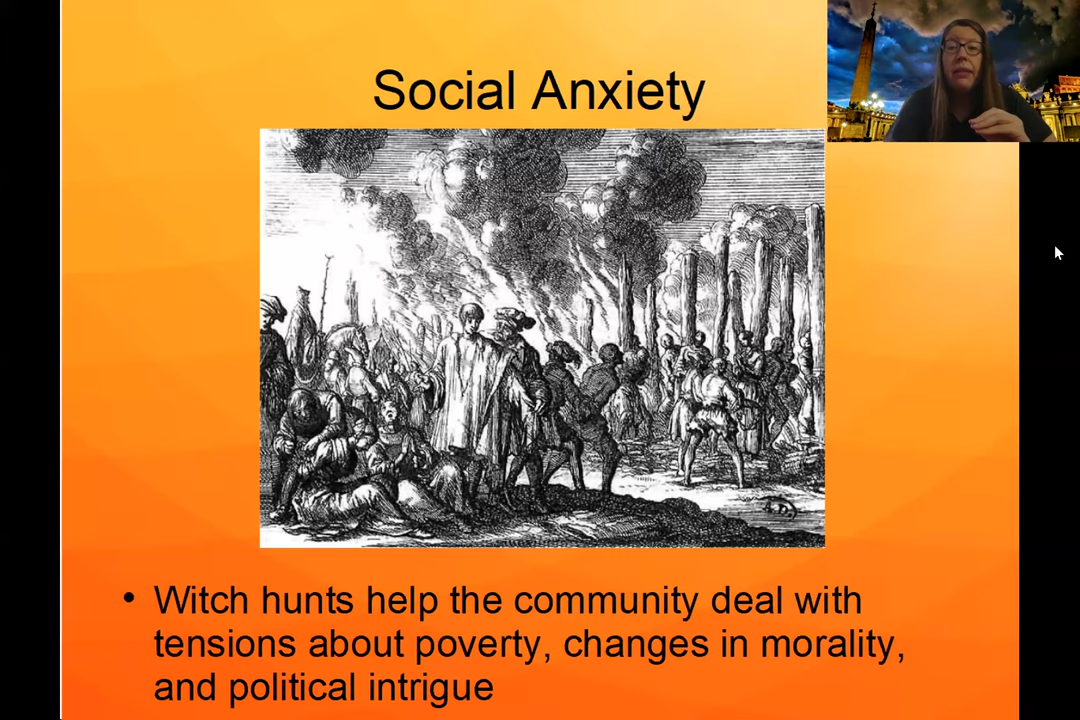 Social Anxiety
• Witch hunts help the community deal with
tensions about poverty, changes in morality,
and political intrigue